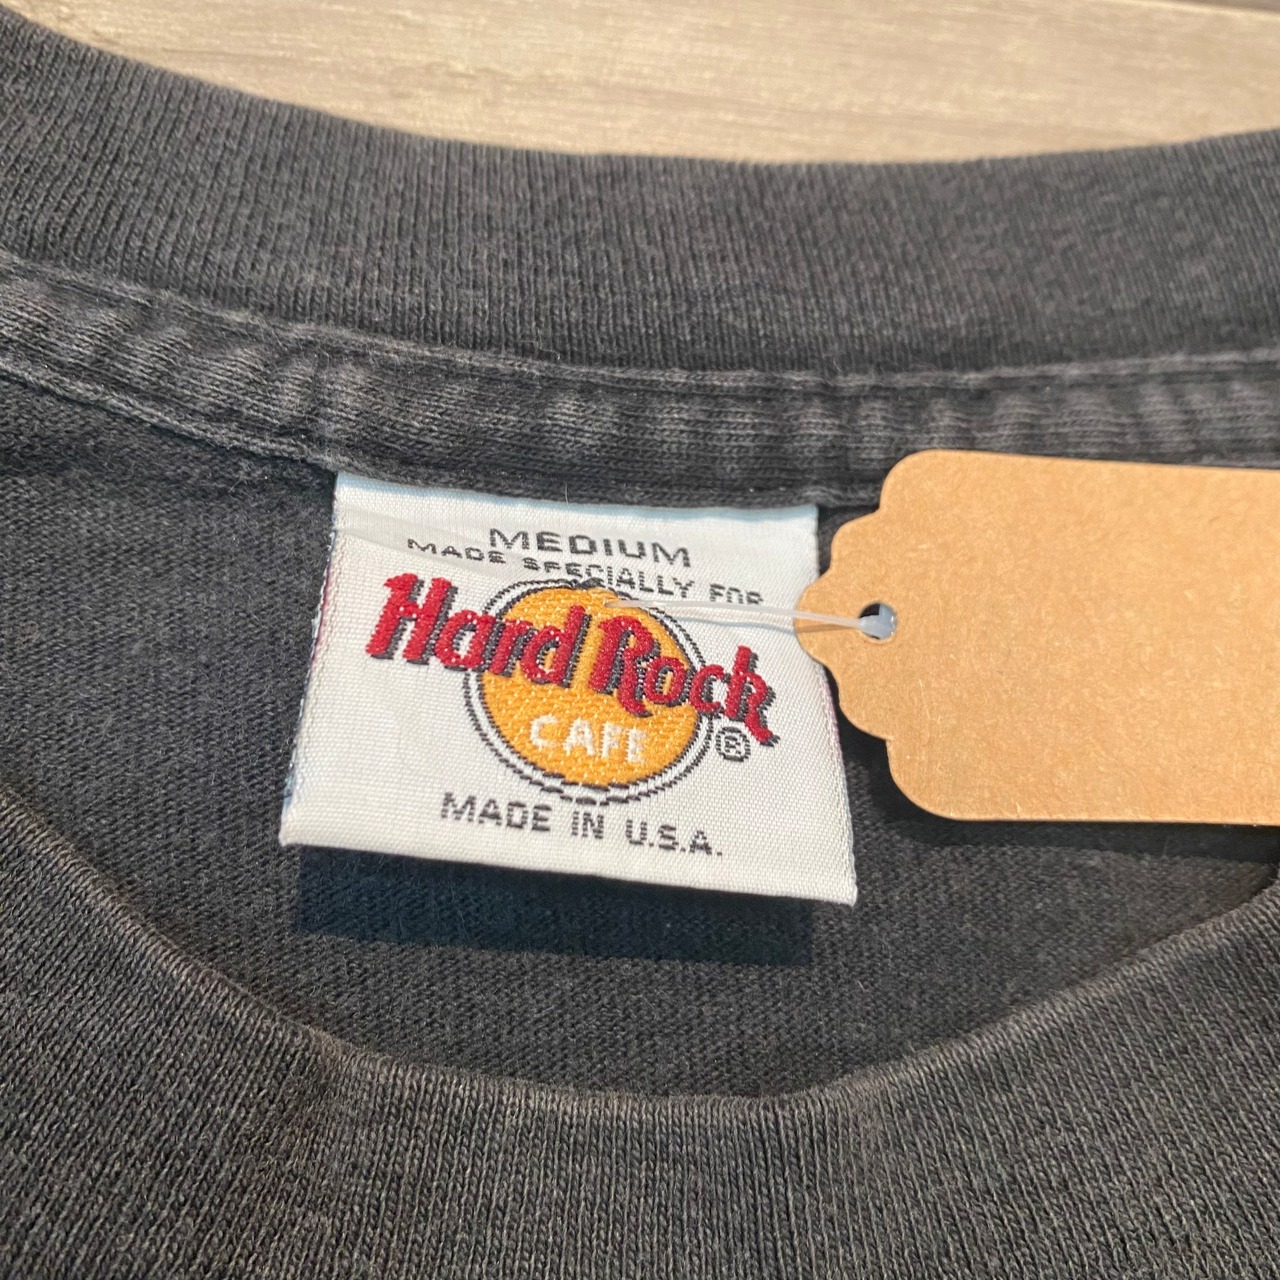 MEDIUM
MADE SPECIALLY FOR
Hard Rock
CAFE
®
MADE IN U.S.A.